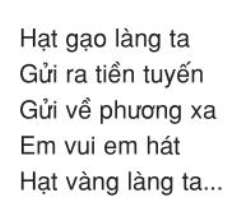 Hạt gạo làng ta
Gửi ra tiền tuyến
Gửi về phương xa
Em vui em hát
Hạt vàng làng ta...